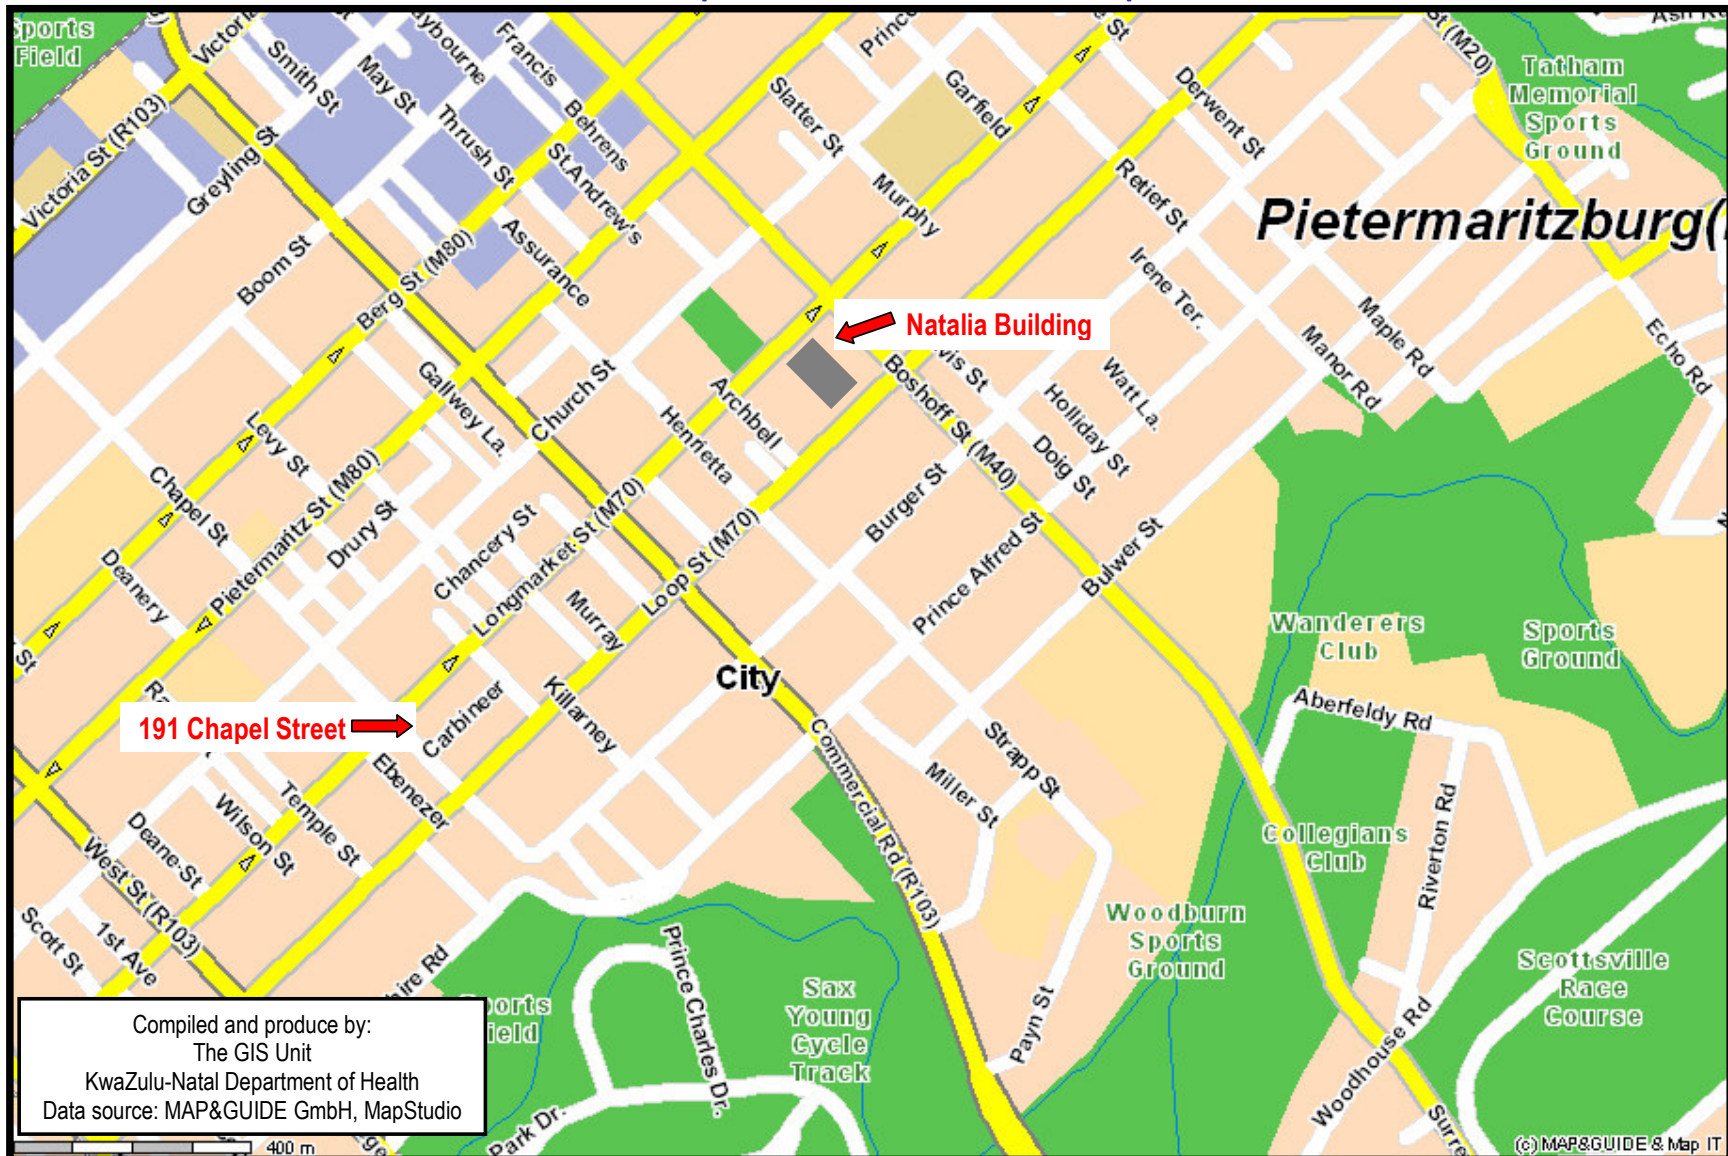 Sports
Field
Victoria
Smith St
May St
Thrush St
Francis
Behrens
St.Andrew's
Prince
St
St (M20)
Ash
Garfield
Slatter St
Murphy
Derwent St
Retief St
Irene Ter.
Tatham
Memorial
Sports
Ground
Victoria St (R103)
Greyling St
Boom St
Berg St (M80)
Assurance
Pietermaritzburg(
Natalia Building
Maple Rd
Manor Rd
Echo Rd
Watt La.
Holliday St
Doig St
Boshoff St (M40)
Gallwey La.
Church St
Archbell
Henrietta
Levy St
Chapel St
Pietermaritz St (M80)
Drury St
Chancery St
Longmarket St (M70)
Loop St (M70)
Burger St
Prince Alfred St
Bulwer St
Deanery
St
Murray
Killarney
Carbineer
City
191 Chapel Street
Ebenezer
Temple St
Wilson St
Deane St
West St (R103)
Scott St
1st Ave
Commercial Rd (R103)
Strapp St
Miller St
Payn St
Wanderers
Club
Sports
Ground
Aberfeldy Rd
Riverton Rd
Collegians
Club
Woodburn
Sports
Ground
Scottsville
Race
Course
Woodhouse Rd
Prince Charles Dr.
Park Dr.
Sax
Young
Cycle
Track
Compiled and produce by:
The GIS Unit
KwaZulu-Natal Department of Health
Data source: MAP&GUIDE GmbH, MapStudio
400 m
(c) MAP&GUIDE & Map IT